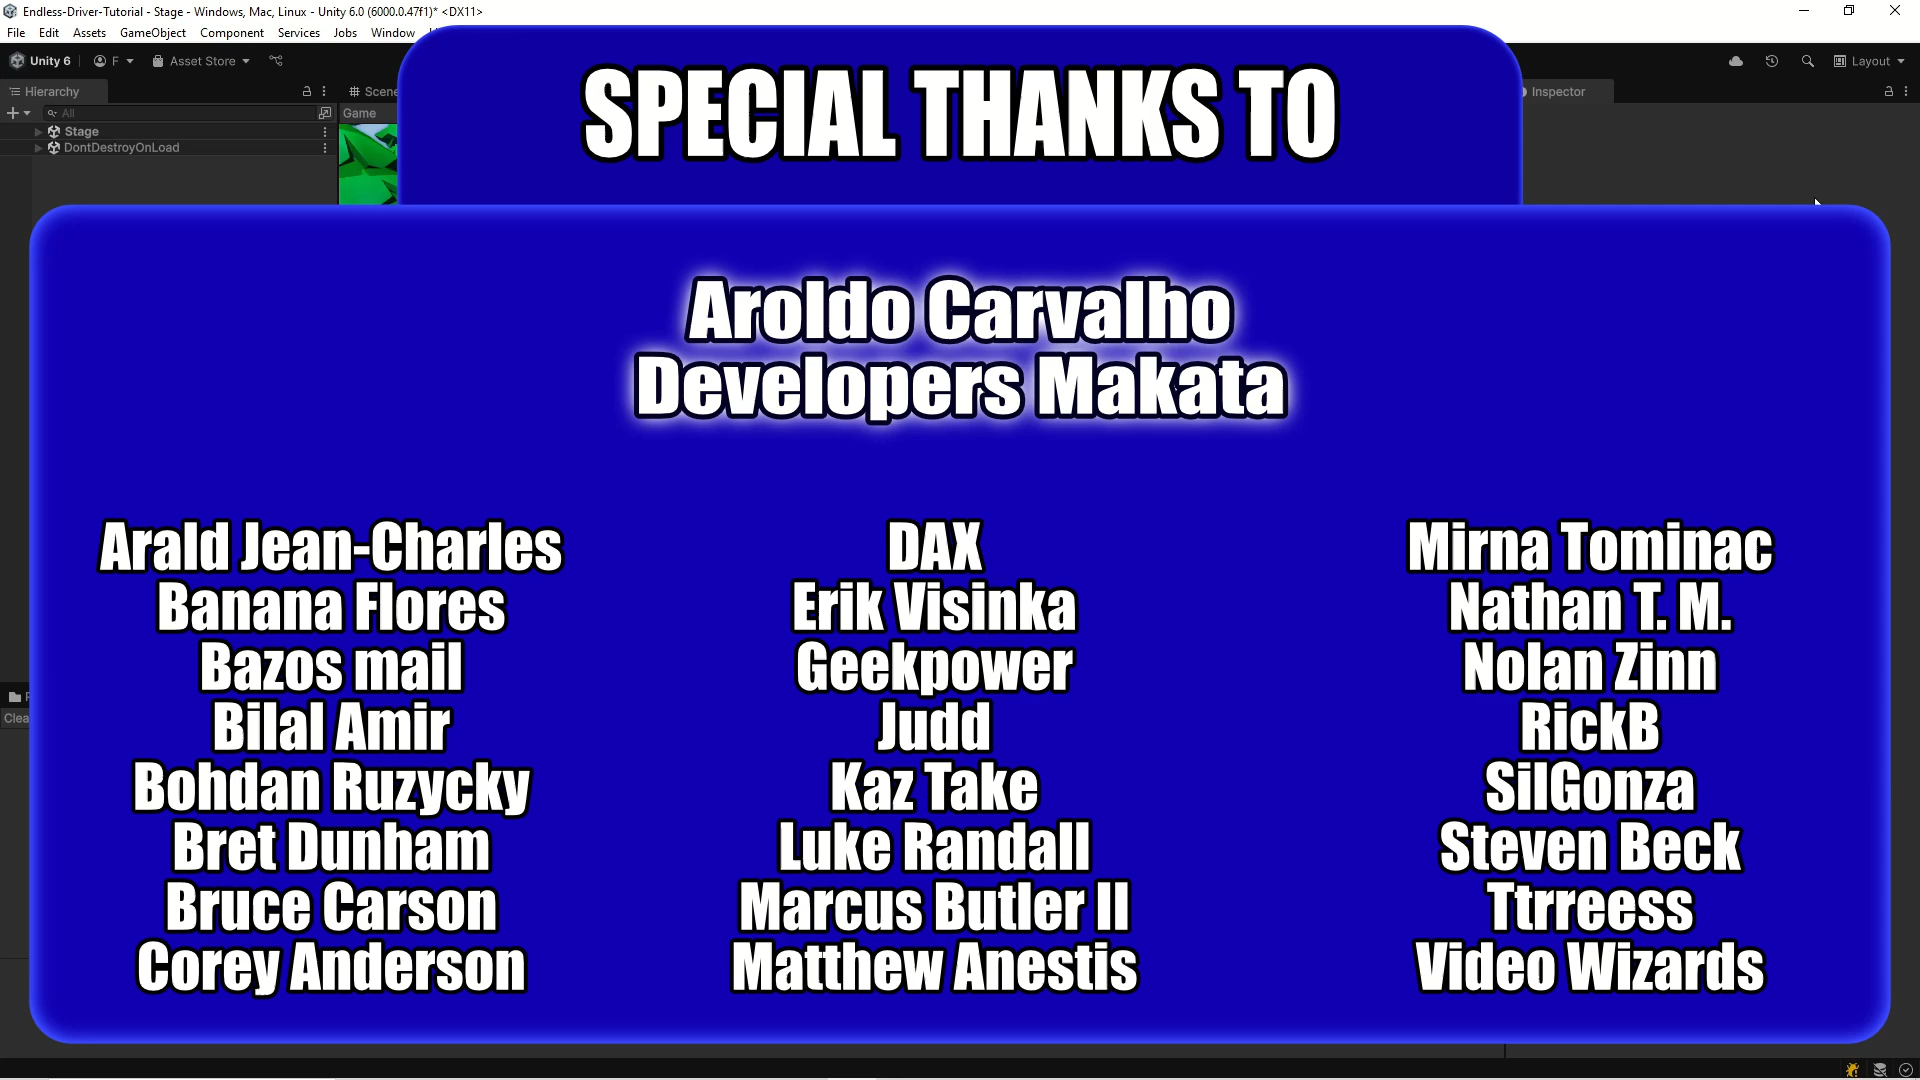 Endless-Driver-Tutorial - Stage - Windows, Mac, Linux - Unity 6.0 (6000.0.47f1)* <DX11>
File Edit Assets GameObject Component Services Jobs Window
Unity 6 F Asset Store Layout
Hierarchy Scene Inspector
All Game
Stage
DontDestroyOnLoad
SPECIAL THANKS TO
Aroldo Carvalho
Developers Makata
Arald Jean-Charles
Banana Flores
Bazos mail
Bilal Amir
Bohdan Ruzycky
Bret Dunham
Bruce Carson
Corey Anderson
DAX
Erik Visinka
Geekpower
Judd
Kaz Take
Luke Randall
Marcus Butler II
Matthew Anestis
Mirna Tominac
Nathan T. M.
Nolan Zinn
RickB
SilGonza
Steven Beck
Ttrreess
Video Wizards